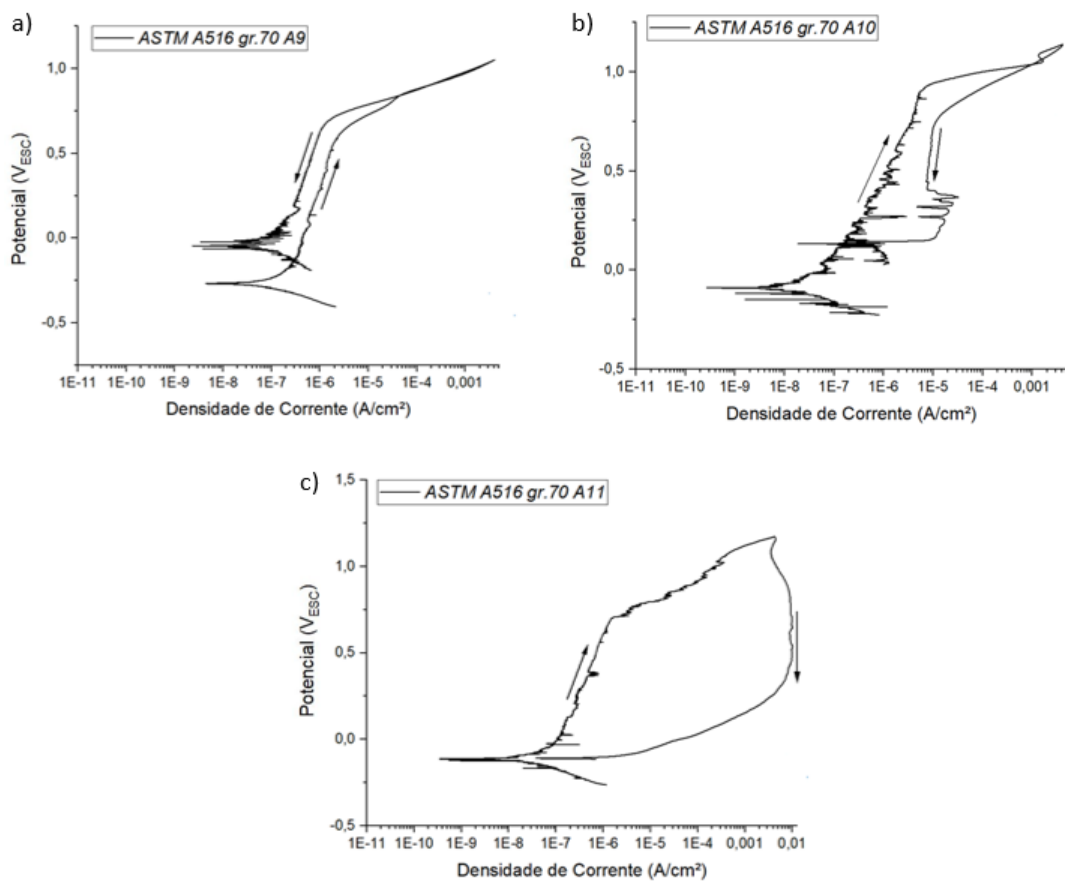 a)
ASTM A516 gr.70 A9
1,0
0,5
0,0
-0,5
Potencial (V_ESC)
1E-11 1E-10 1E-9 1E-8 1E-7 1E-6 1E-5 1E-4 0,001
Densidade de Corrente (A/cm²)
b)
ASTM A516 gr.70 A10
1,0
0,5
0,0
-0,5
Potencial (V_ESC)
1E-11 1E-10 1E-9 1E-8 1E-7 1E-6 1E-5 1E-4 0,001
Densidade de Corrente (A/cm²)
c)
ASTM A516 gr.70 A11
1,5
1,0
0,5
0,0
-0,5
Potencial (V_ESC)
1E-11 1E-10 1E-9 1E-8 1E-7 1E-6 1E-5 1E-4 0,001 0,01
Densidade de Corrente (A/cm²)